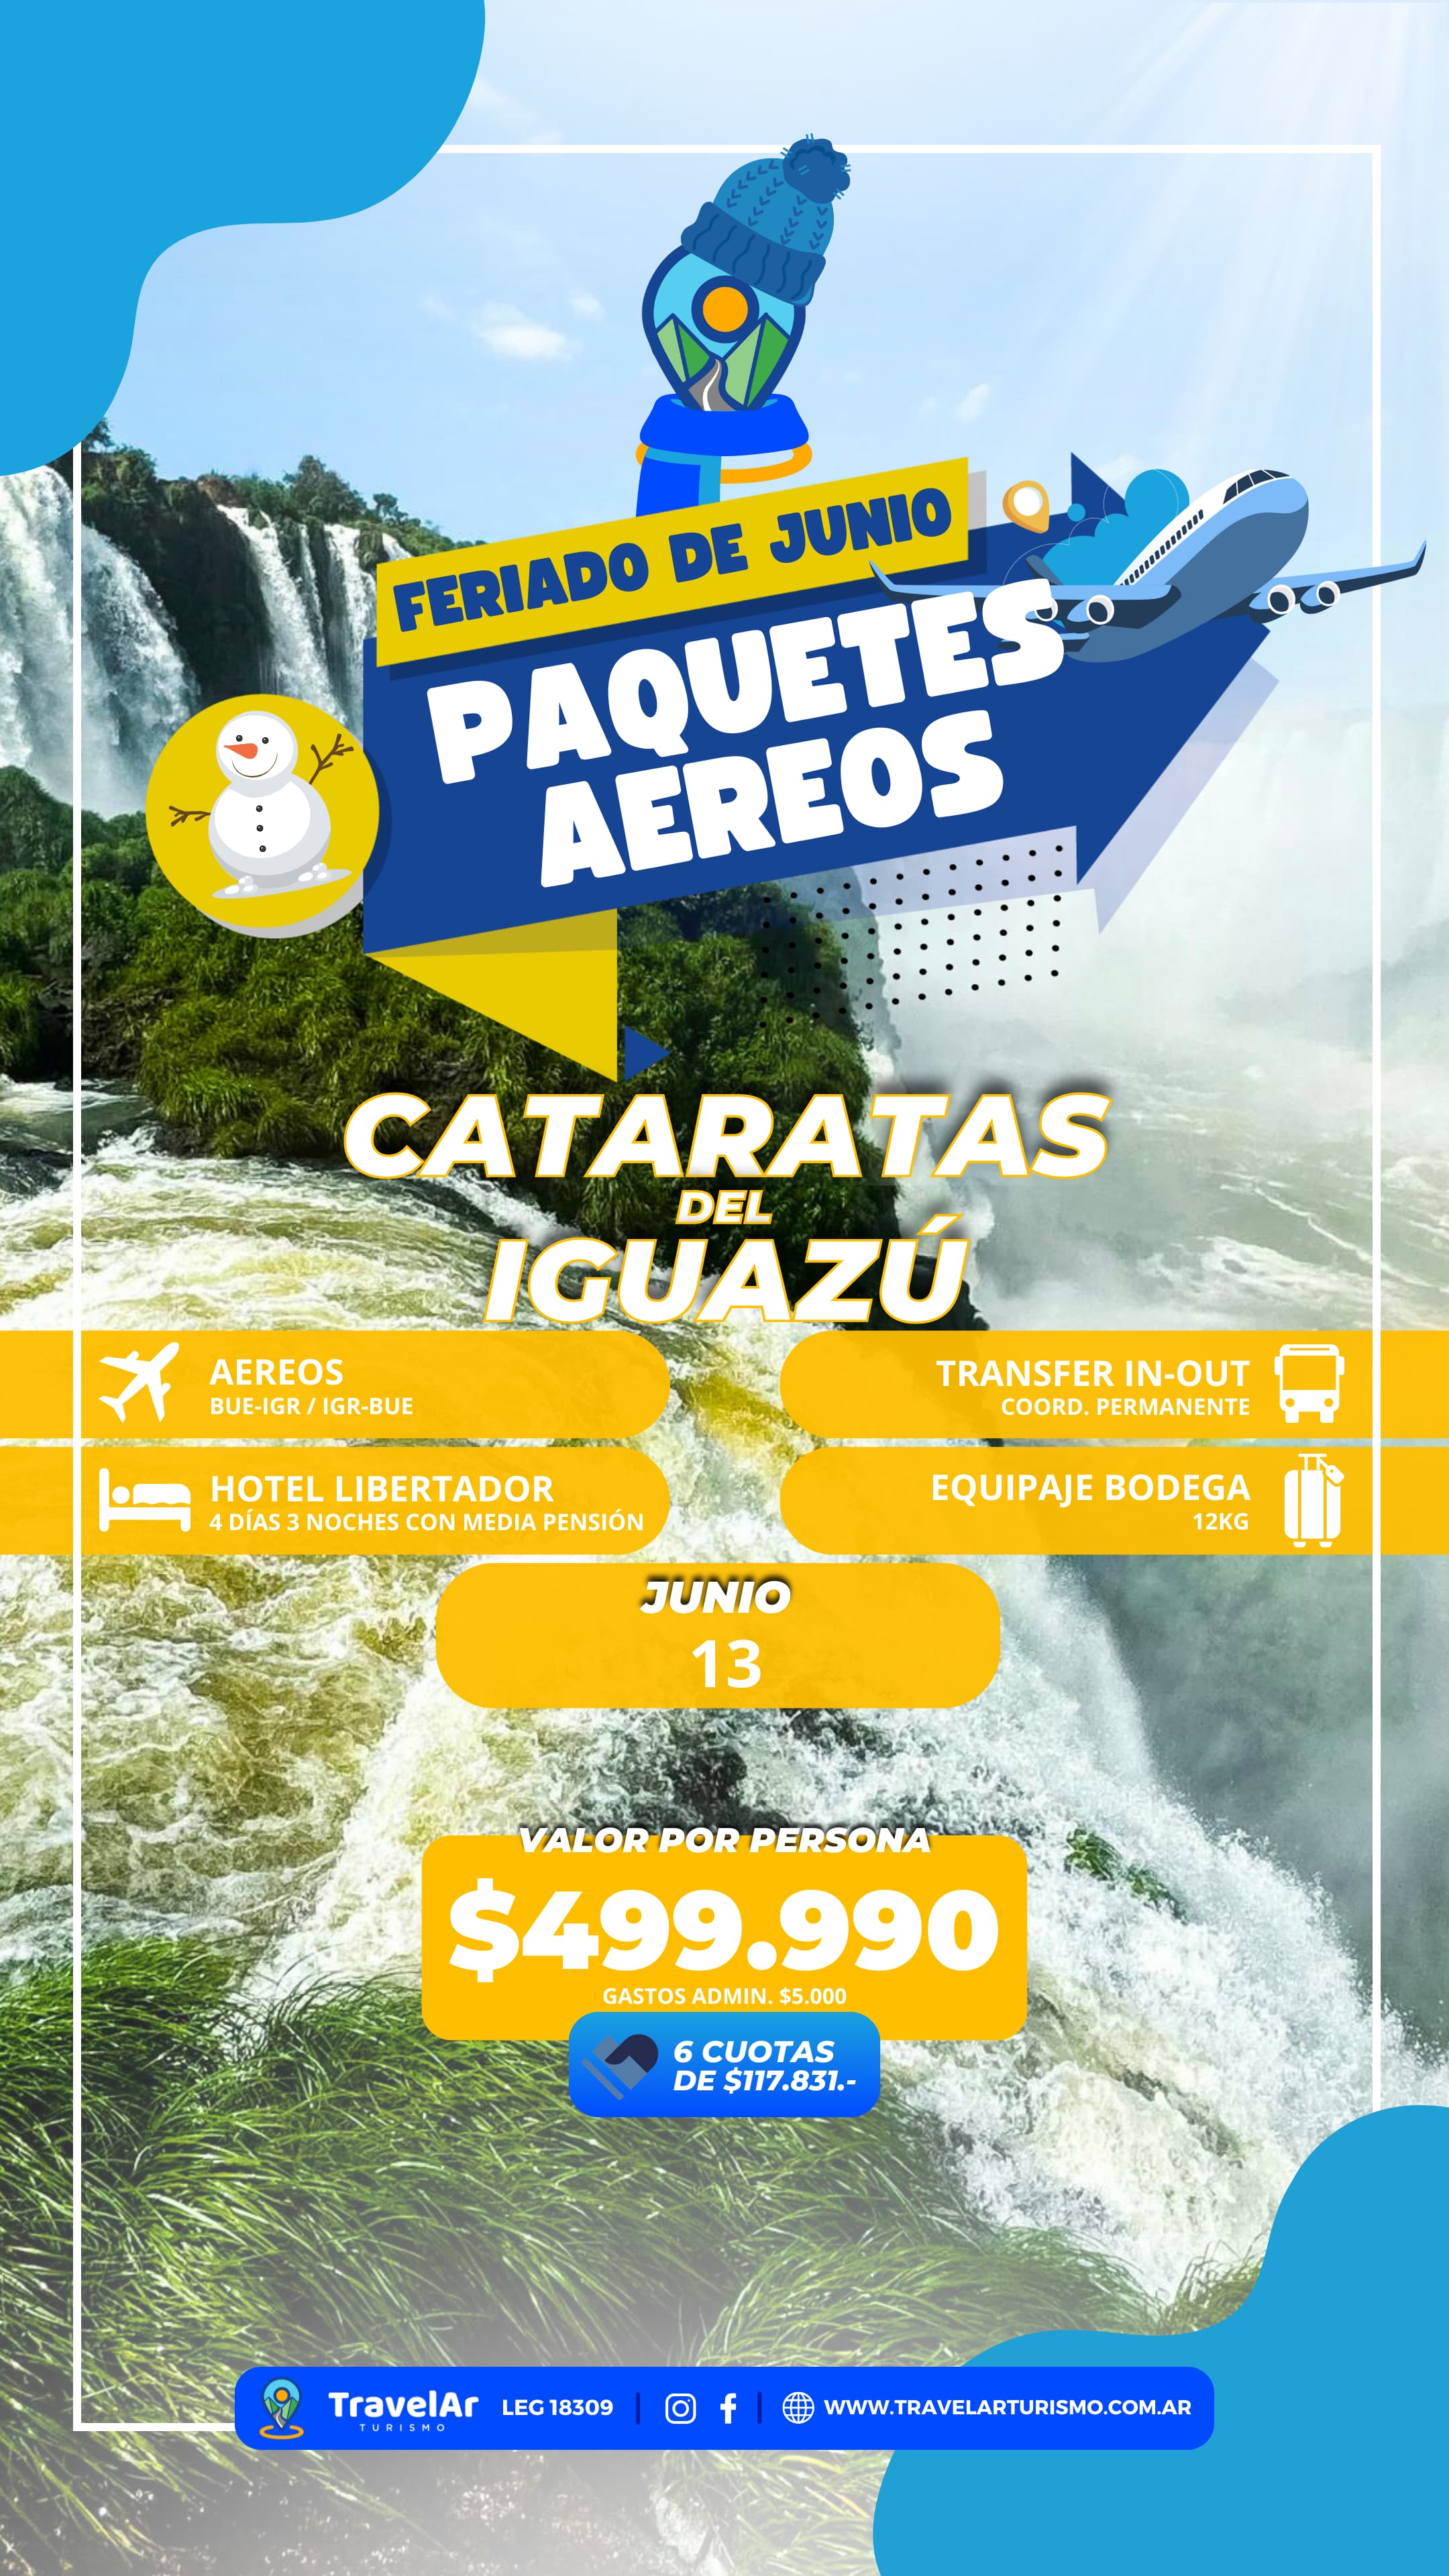 FERIADO DE JUNIO
PAQUETES
AEREOS
CATARATAS
DEL
IGUAZÚ
AEREOS
BUE-IGR / IGR-BUE
TRANSFER IN-OUT
COORD. PERMANENTE
HOTEL LIBERTADOR
4 DÍAS 3 NOCHES CON MEDIA PENSIÓN
EQUIPAJE BODEGA
12KG
JUNIO
13
VALOR POR PERSONA
$499.990
GASTOS ADMIN. $5.000
6 CUOTAS
DE $117.831.-
TravelAr
TURISMO
LEG 18309
WWW.TRAVELARTURISMO.COM.AR